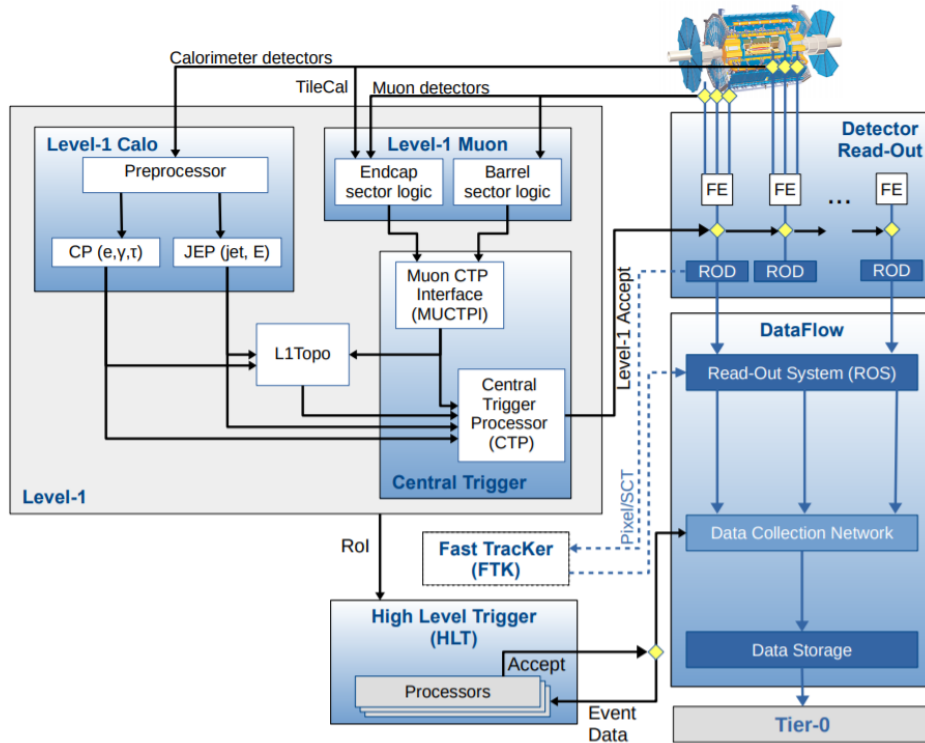 Calorimeter detectors
TileCal
Muon detectors
Level-1 Calo
Preprocessor
CP (e,γ,τ)
JEP (jet, E)
Level-1 Muon
Endcap
sector logic
Barrel
sector logic
Detector
Read-Out
FE
FE
...
FE
ROD
ROD
ROD
Muon CTP
Interface
(MUCTPI)
L1Topo
Central
Trigger
Processor
(CTP)
Central Trigger
Level-1
Level-1 Accept
DataFlow
Read-Out System (ROS)
Data Collection Network
Data Storage
Tier-0
Pixel/SCT
RoI
Fast TracKer
(FTK)
High Level Trigger
(HLT)
Accept
Processors
Event
Data